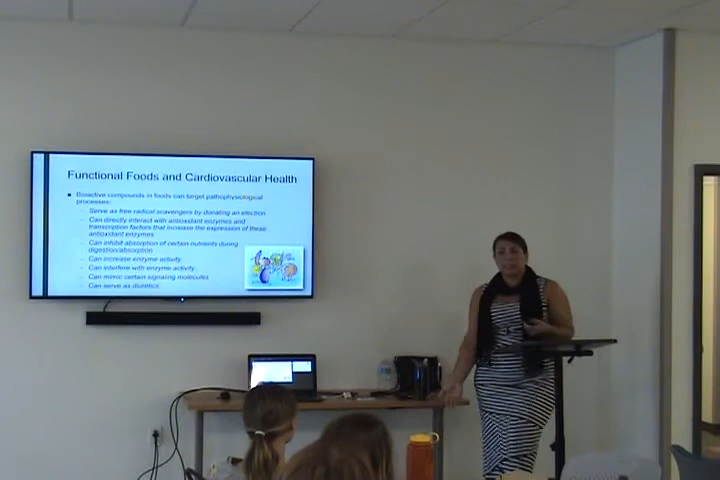 Functional Foods and Cardiovascular Health
Bioactive compounds in foods can target pathophysiological
processes:
Serve as free radical scavengers by donating an electron
Can directly interact with antioxidant enzymes and
transcription factors that increase the expression of these
antioxidant enzymes
Can inhibit absorption of certain nutrients during
digestion/absorption
Can increase enzyme activity
Can interfere with enzyme activity
Can mimic certain signaling molecules
Can serve as diuretics